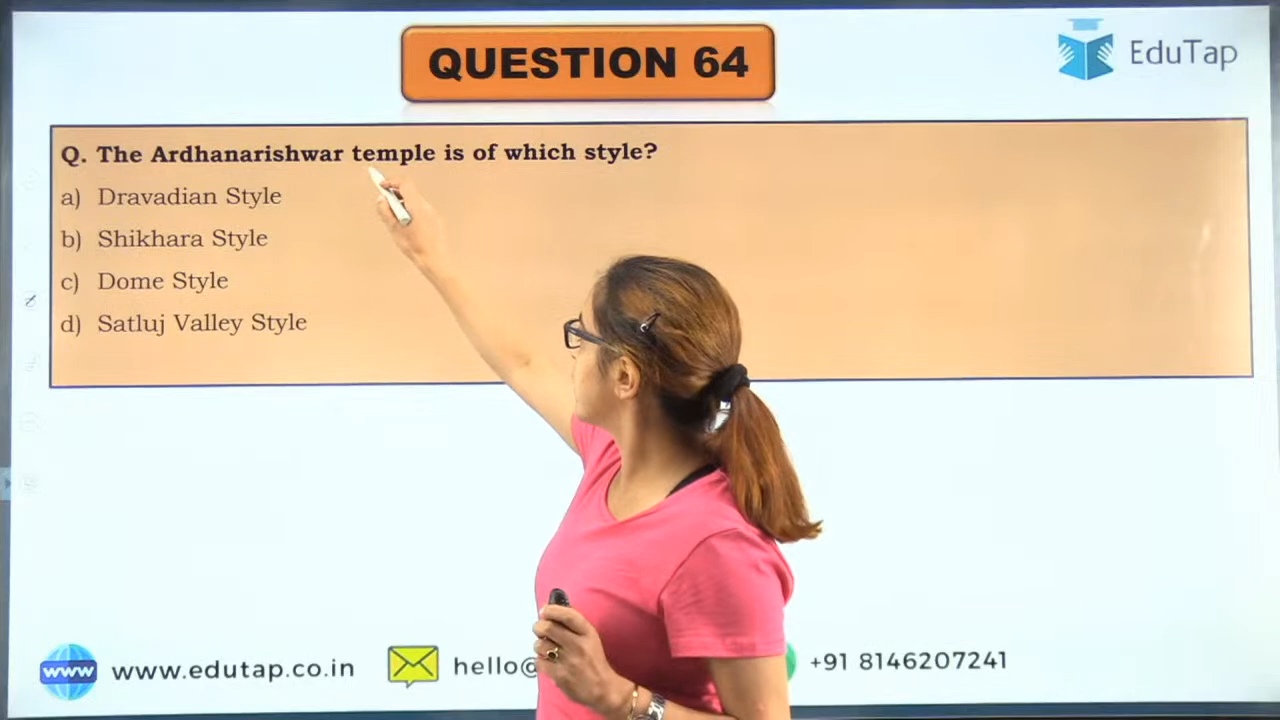 QUESTION 64
EduTap
Q. The Ardhanarishwar temple is of which style?
a) Dravadian Style
b) Shikhara Style
c) Dome Style
d) Satluj Valley Style
www www.edutap.co.in hello@ +91 8146207241